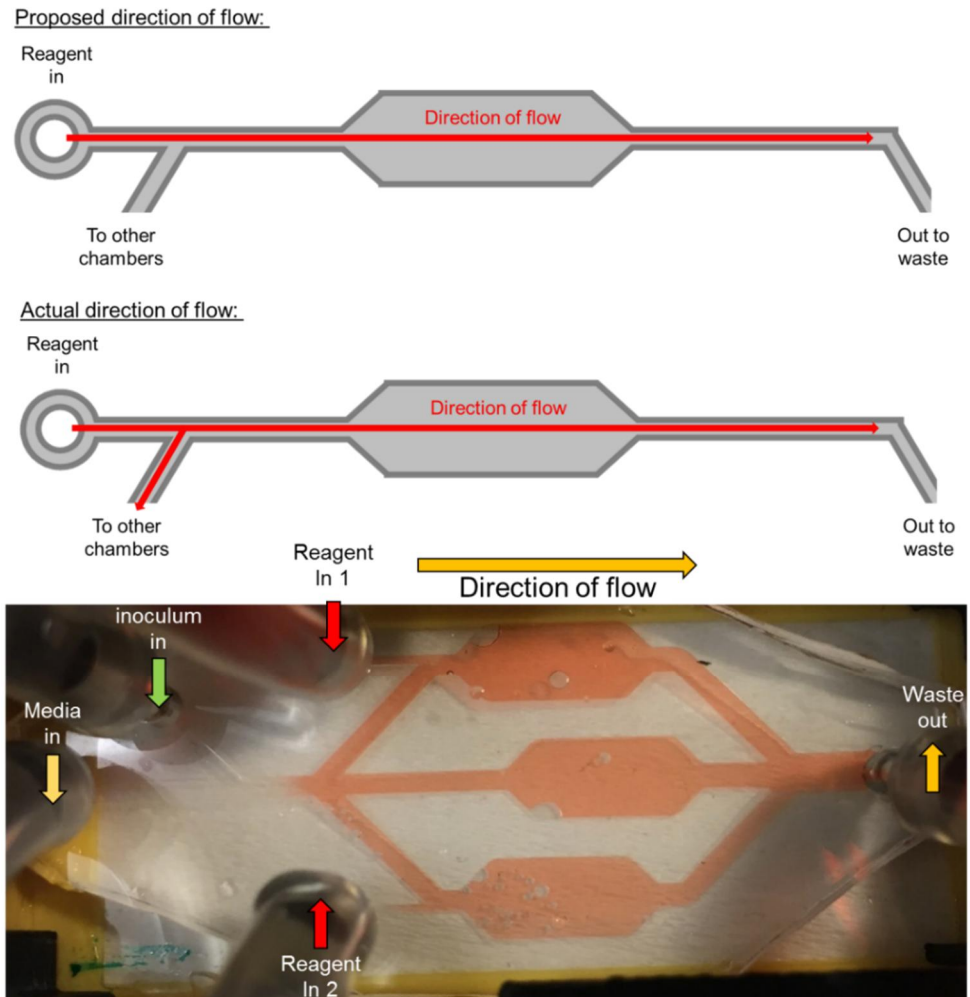 Proposed direction of flow:
Reagent
in
Direction of flow
To other
chambers
Out to
waste
Actual direction of flow:
Reagent
in
Direction of flow
To other
chambers
Out to
waste
Reagent
In 1
Direction of flow
inoculum
in
Media
in
Waste
out
Reagent
In 2